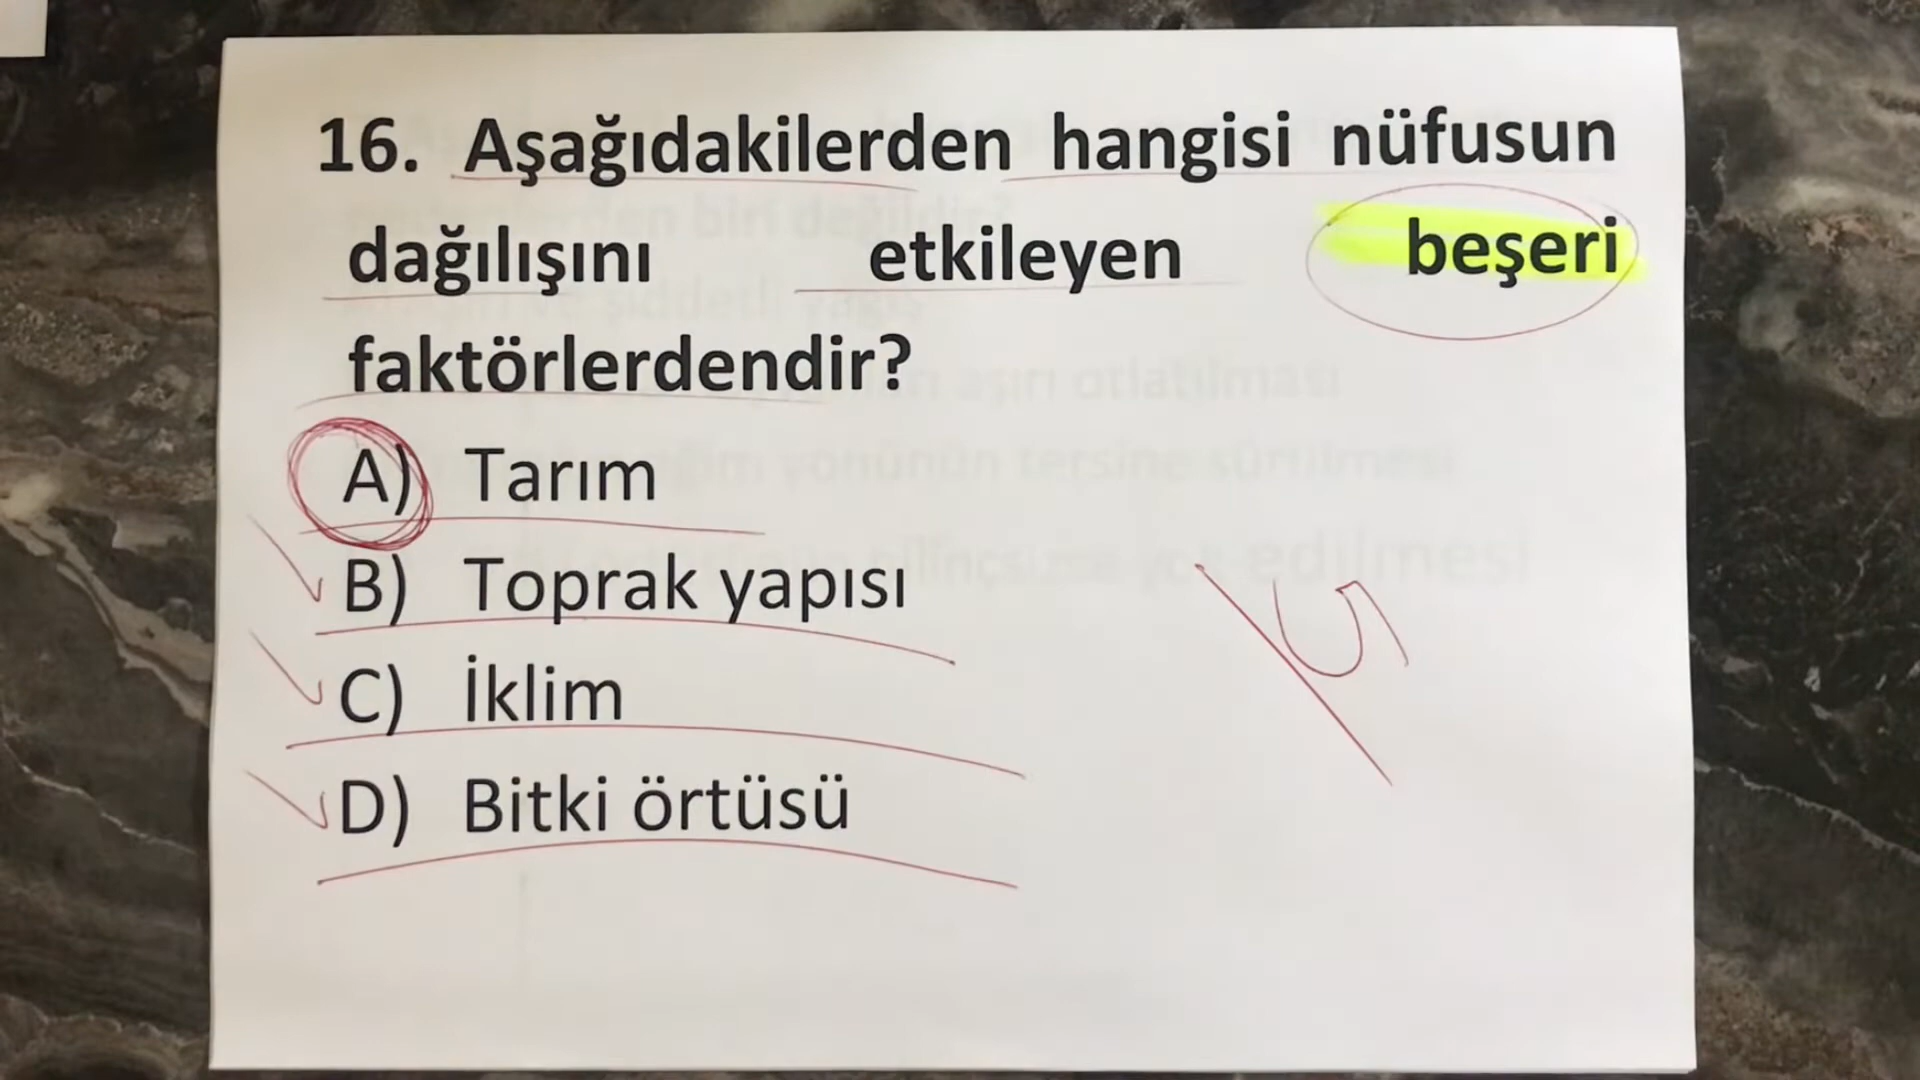 16. Aşağıdakilerden hangisi nüfusun
dağılışını etkileyen beşeri
faktörlerdendir?
A) Tarım
B) Toprak yapısı
C) İklim
D) Bitki örtüsü